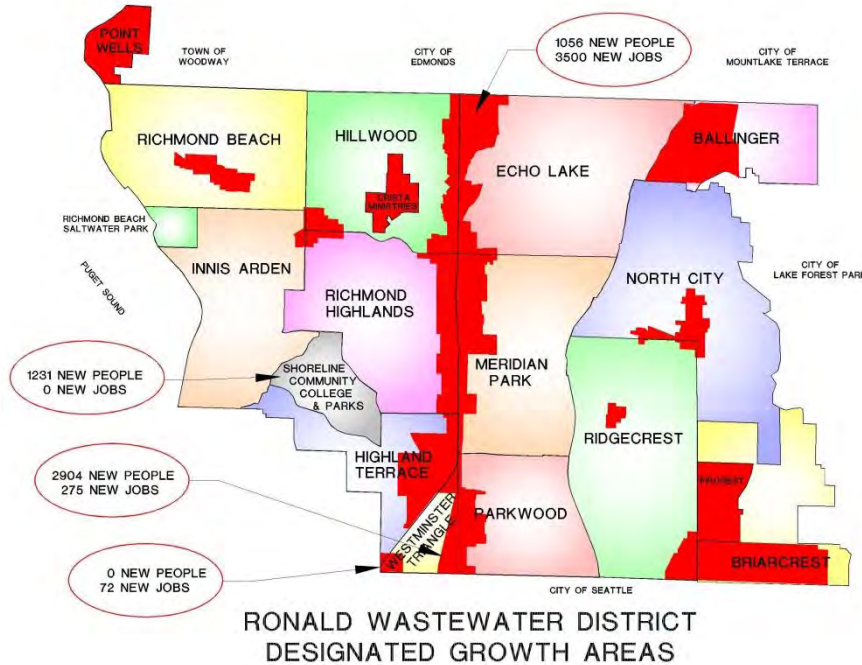 POINT
WELLS
TOWN OF
WOODWAY
CITY OF
EDMONDS
1056 NEW PEOPLE
3500 NEW JOBS
CITY OF
MOUNTLAKE TERRACE
RICHMOND BEACH
HILLWOOD
ECHO LAKE
BALLINGER
CRISTA
MINISTRIES
RICHMOND BEACH
SALTWATER PARK
PUGET SOUND
INNIS ARDEN
RICHMOND
HIGHLANDS
NORTH CITY
CITY OF
LAKE FOREST PARK
1231 NEW PEOPLE
0 NEW JOBS
SHORELINE
COMMUNITY
COLLEGE
& PARKS
MERIDIAN
PARK
RIDGECREST
2904 NEW PEOPLE
275 NEW JOBS
HIGHLAND
TERRACE
WESTMINSTER
TRIANGLE
PARKWOOD
BRIARCREST
0 NEW PEOPLE
72 NEW JOBS
CITY OF SEATTLE
RONALD WASTEWATER DISTRICT
DESIGNATED GROWTH AREAS